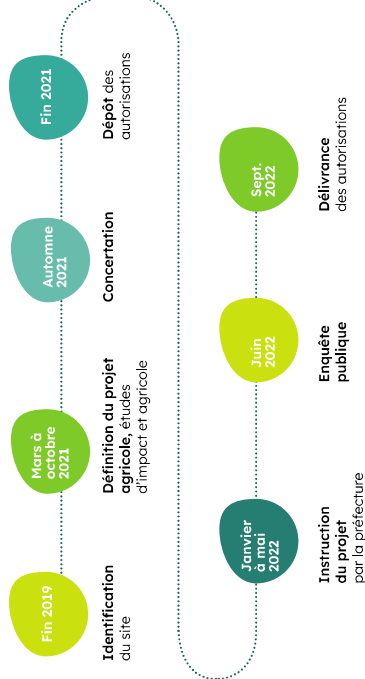 Fin 2019
Identification
du site
Mars à
octobre
2021
Définition du projet
agricole, études
d'impact et agricole
Automne
2021
Concertation
Fin 2021
Dépôt des
autorisations
Janvier
à mai
2022
Instruction
du projet
par la préfecture
Juin
2022
Enquête
publique
Sept.
2022
Délivrance
des autorisations